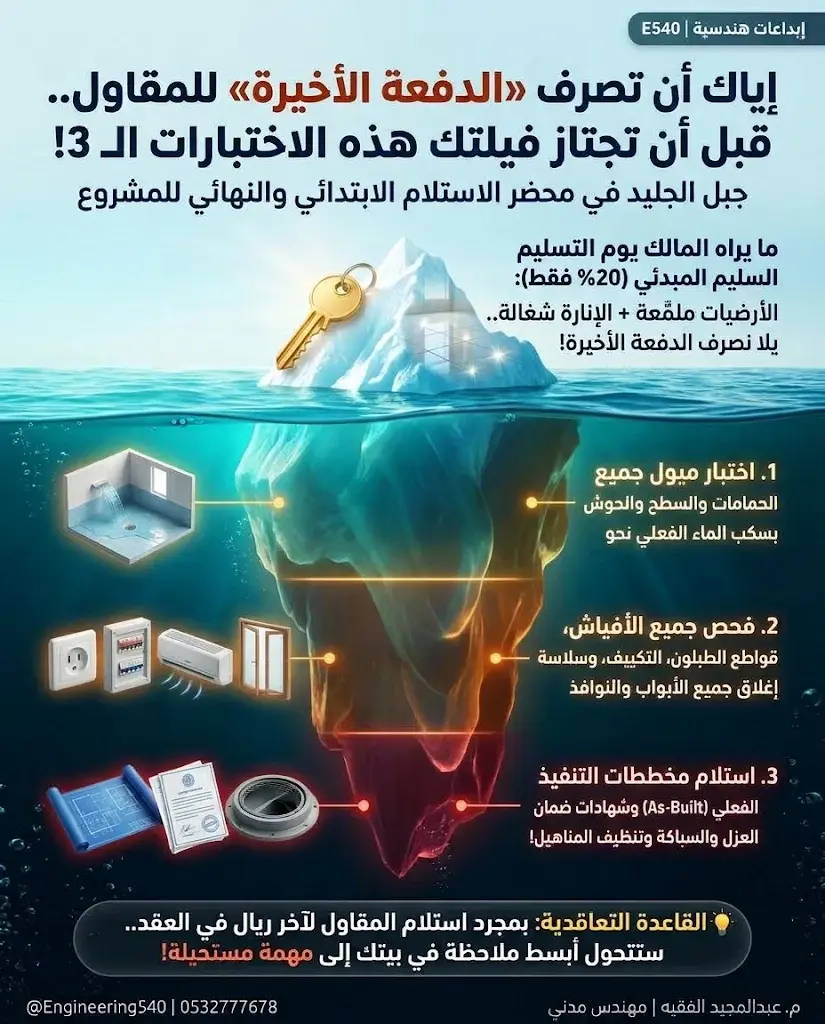 إبداعات هندسية | E540
إياك أن تصرف «الدفعة الأخيرة» للمقاول..
قبل أن تجتاز فيلتك هذه الاختبارات الـ 3!
جبل الجليد في محضر الاستلام الابتدائي والنهائي للمشروع
ما يراه المالك يوم التسليم
السليم المبدئي (20% فقط):
الأرضيات ملمَّعة + الإنارة شغالة..
يلا نصرف الدفعة الأخيرة!
1. اختبار ميول جميع
الحمامات والسطح والحوش
بسكب الماء الفعلي نحو
2. فحص جميع الأفياش،
قواطع الطبلون، التكييف، وسلاسة
إغلاق جميع الأبواب والنوافذ
3. استلام مخططات التنفيذ
الفعلي (As-Built) وشهادات ضمان
العزل والسباكة وتنظيف المناهيل!
القاعدة التعاقدية: بمجرد استلام المقاول لآخر ريال في العقد..
ستتحول أبسط ملاحظة في بيتك إلى مهمة مستحيلة!
م. عبدالمجيد الفقيه | مهندس مدني
@Engineering540 | 0532777678